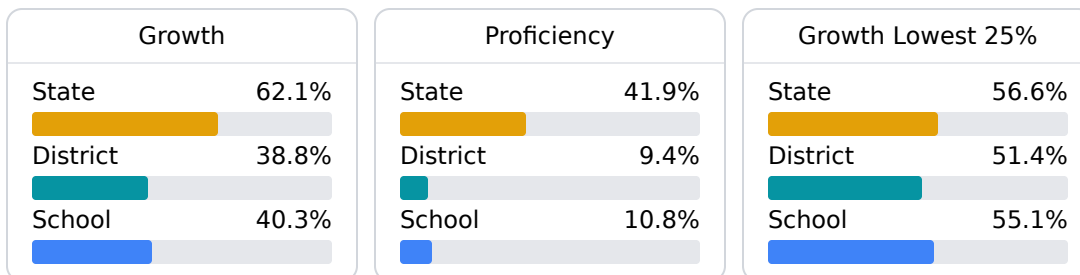 Growth
State 62.1%
District 38.8%
School 40.3%
Proficiency
State 41.9%
District 9.4%
School 10.8%
Growth Lowest 25%
State 56.6%
District 51.4%
School 55.1%